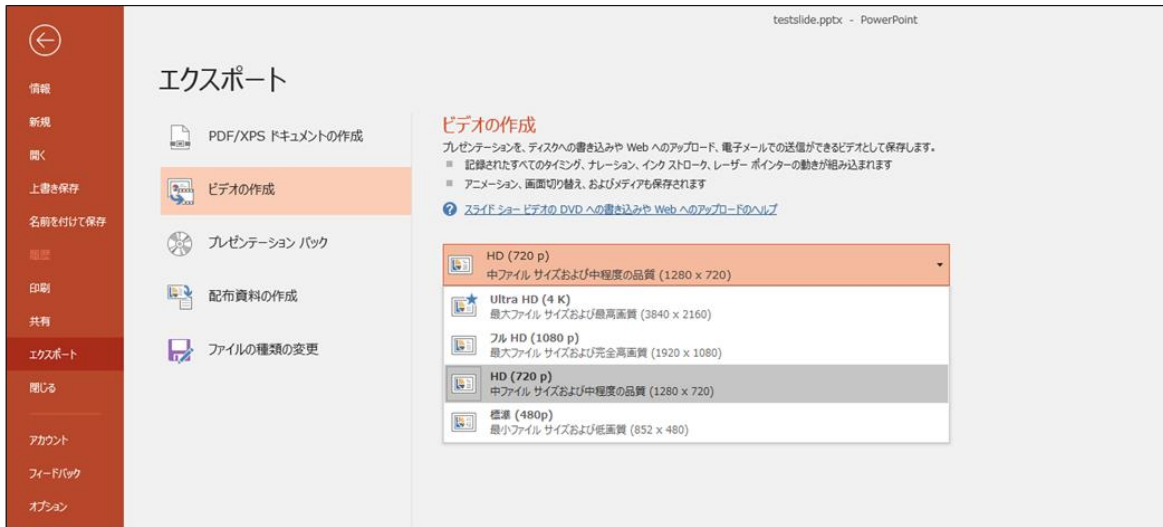 testslide.pptx - PowerPoint
情報
新規
開く
上書き保存
名前を付けて保存
履歴
印刷
共有
エクスポート
閉じる
アカウント
フィードバック
オプション
エクスポート
PDF/XPS ドキュメントの作成
ビデオの作成
プレゼンテーション パック
配布資料の作成
ファイルの種類の変更
ビデオの作成
プレゼンテーションを、ディスクへの書き込みや Web へのアップロード、電子メールでの送信ができるビデオとして保存します。
記録されたすべてのタイミング、ナレーション、インク ストローク、レーザー ポインターの動きが組み込まれます
アニメーション、画面切り替え、およびメディアも保存されます
スライド ショー ビデオの DVD への書き込みや Web へのアップロードのヘルプ
HD (720 p)
中ファイル サイズおよび中程度の品質 (1280 x 720)
Ultra HD (4 K)
最大ファイル サイズおよび最高画質 (3840 x 2160)
フル HD (1080 p)
最大ファイル サイズおよび完全高画質 (1920 x 1080)
HD (720 p)
中ファイル サイズおよび中程度の品質 (1280 x 720)
標準 (480p)
最小ファイル サイズおよび低画質 (852 x 480)